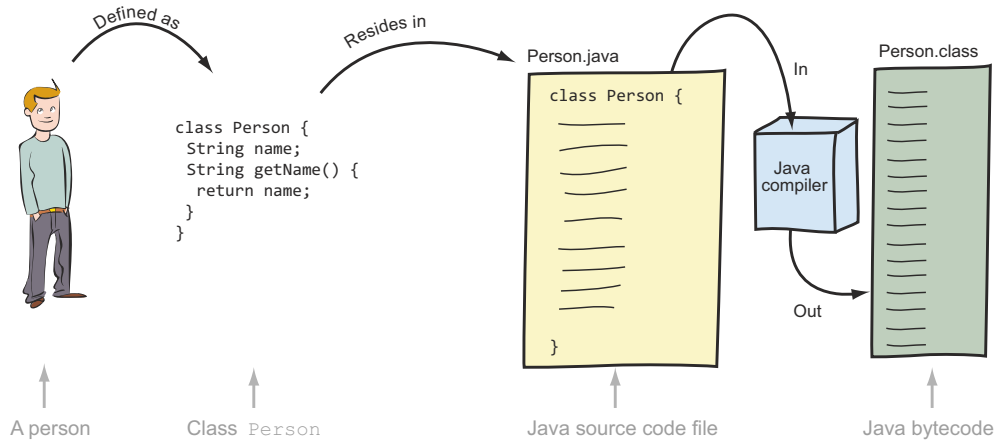 Defined as
Resides in
class Person {
String name;
String getName() {
return name;
}
}
Person.java
class Person {
}
In
Java
compiler
Out
Person.class
A person
Class Person
Java source code file
Java bytecode